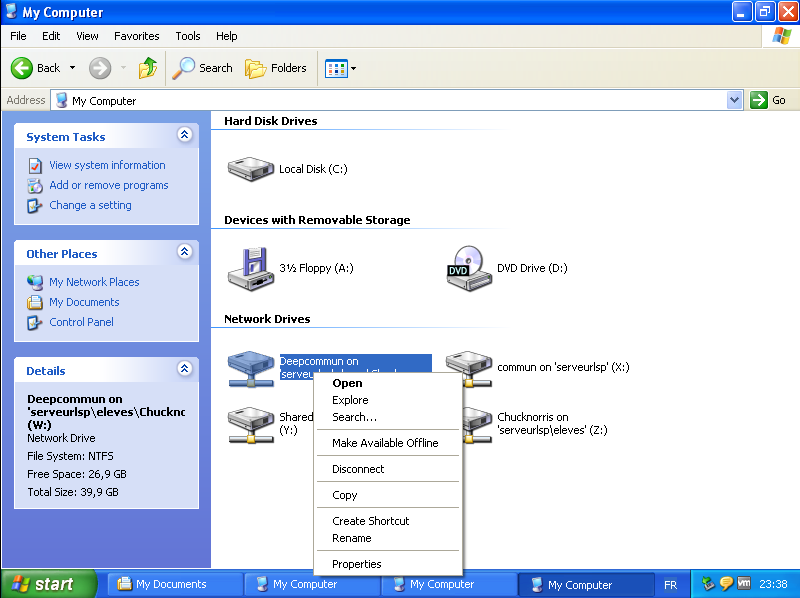 My Computer
File Edit View Favorites Tools Help
Back Search Folders
Address My Computer Go
System Tasks
View system information
Add or remove programs
Change a setting
Other Places
My Network Places
My Documents
Control Panel
Details
Deepcommun on
'serveurlsp\eleves\Chucknc
(W:)
Network Drive
File System: NTFS
Free Space: 26,9 GB
Total Size: 39,9 GB
Hard Disk Drives
Local Disk (C:)
Devices with Removable Storage
3½ Floppy (A:)
DVD
DVD Drive (D:)
Network Drives
Deepcommun on
commun on 'serveurlsp' (X:)
Shared
(Y:)
Chucknorris on
'serveurlsp\eleves' (Z:)
Open
Explore
Search...
Make Available Offline
Disconnect
Copy
Create Shortcut
Rename
Properties
start My Documents My Computer My Computer My Computer FR vm 23:38